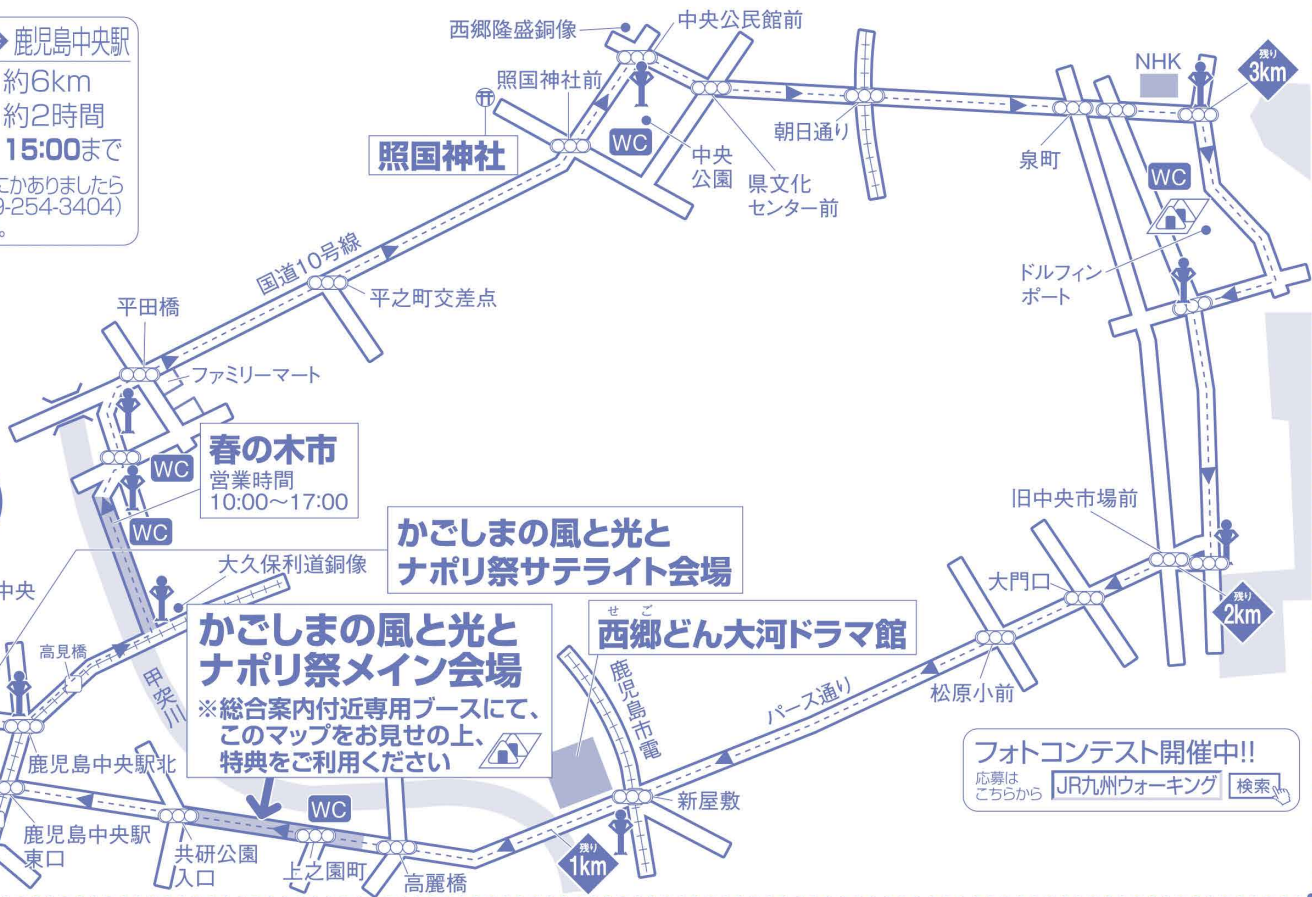 鹿児島中央駅
約6km
約2時間
15:00まで
にかありましたら
9-254-3404)
。
西郷隆盛銅像
中央公民館前
照国神社前
照国神社
WC
中央
公園
県文化
センター前
朝日通り
泉町
NHK
残り
3km
WC
ドルフィン
ポート
国道10号線
平之町交差点
平田橋
ファミリーマート
春の木市
営業時間
10:00〜17:00
WC
WC
大久保利道銅像
かごしまの風と光と
ナポリ祭サテライト会場
中央
高見橋
甲突川
かごしまの風と光と
ナポリ祭メイン会場
※総合案内付近専用ブースにて、
このマップをお見せの上、
特典をご利用ください
せご
西郷どん大河ドラマ館
鹿児島市電
パース通り
旧中央市場前
大門口
松原小前
残り
2km
新屋敷
残り
1km
鹿児島中央駅北
鹿児島中央駅
東口
共研公園
入口
WC
上之園町
高麗橋
フォトコンテスト開催中!!
応募は
こちらから
JR九州ウォーキング
検索